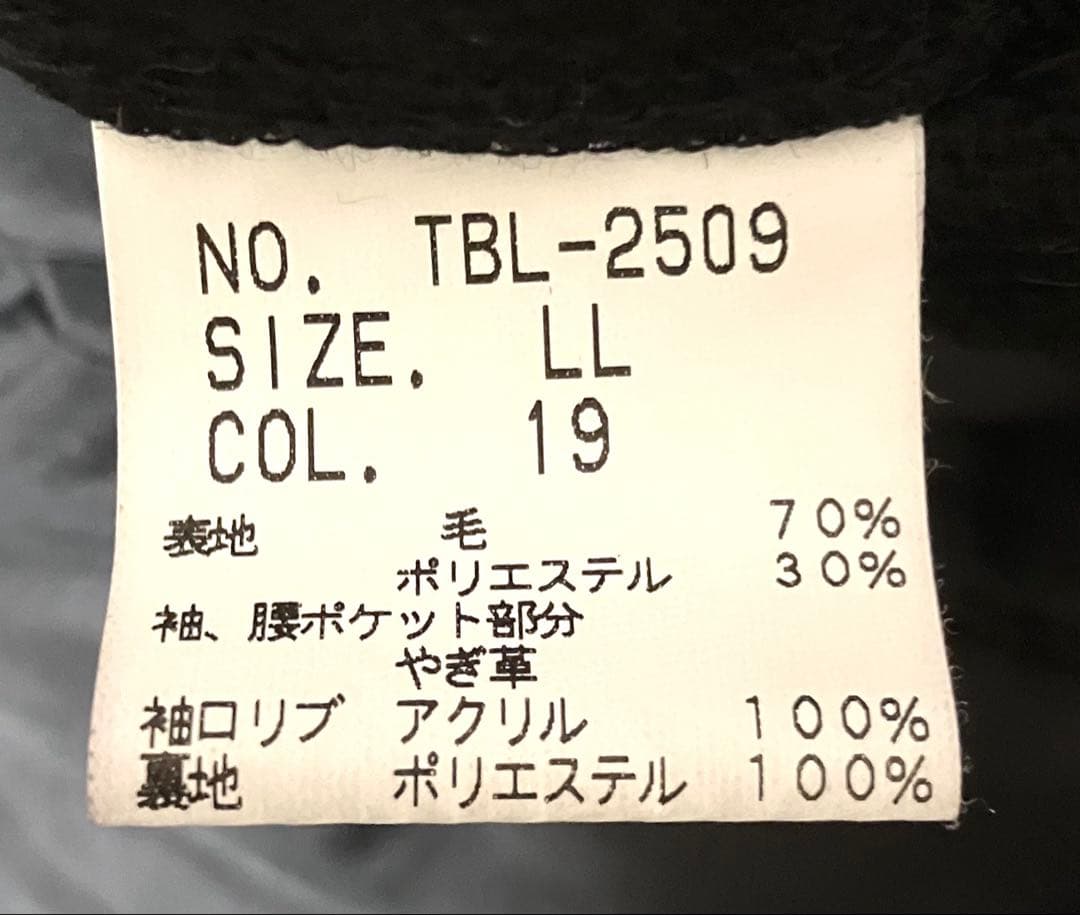 NO. TBL-2509
SIZE. LL
COL. 19
表地 毛 70%
ポリエステル 30%
袖、腰ポケット部分
やぎ革
袖口リブ アクリル 100%
裏地 ポリエステル 100%